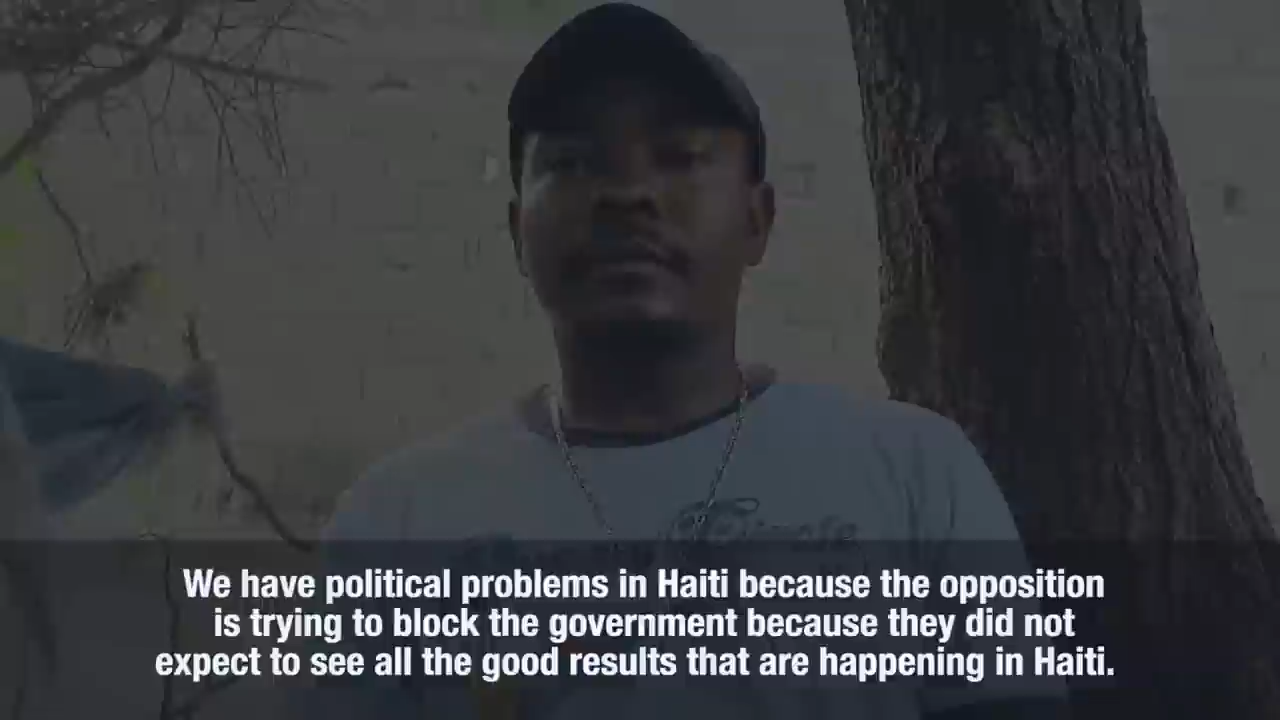 We have political problems in Haiti because the opposition
is trying to block the government because they did not
expect to see all the good results that are happening in Haiti.